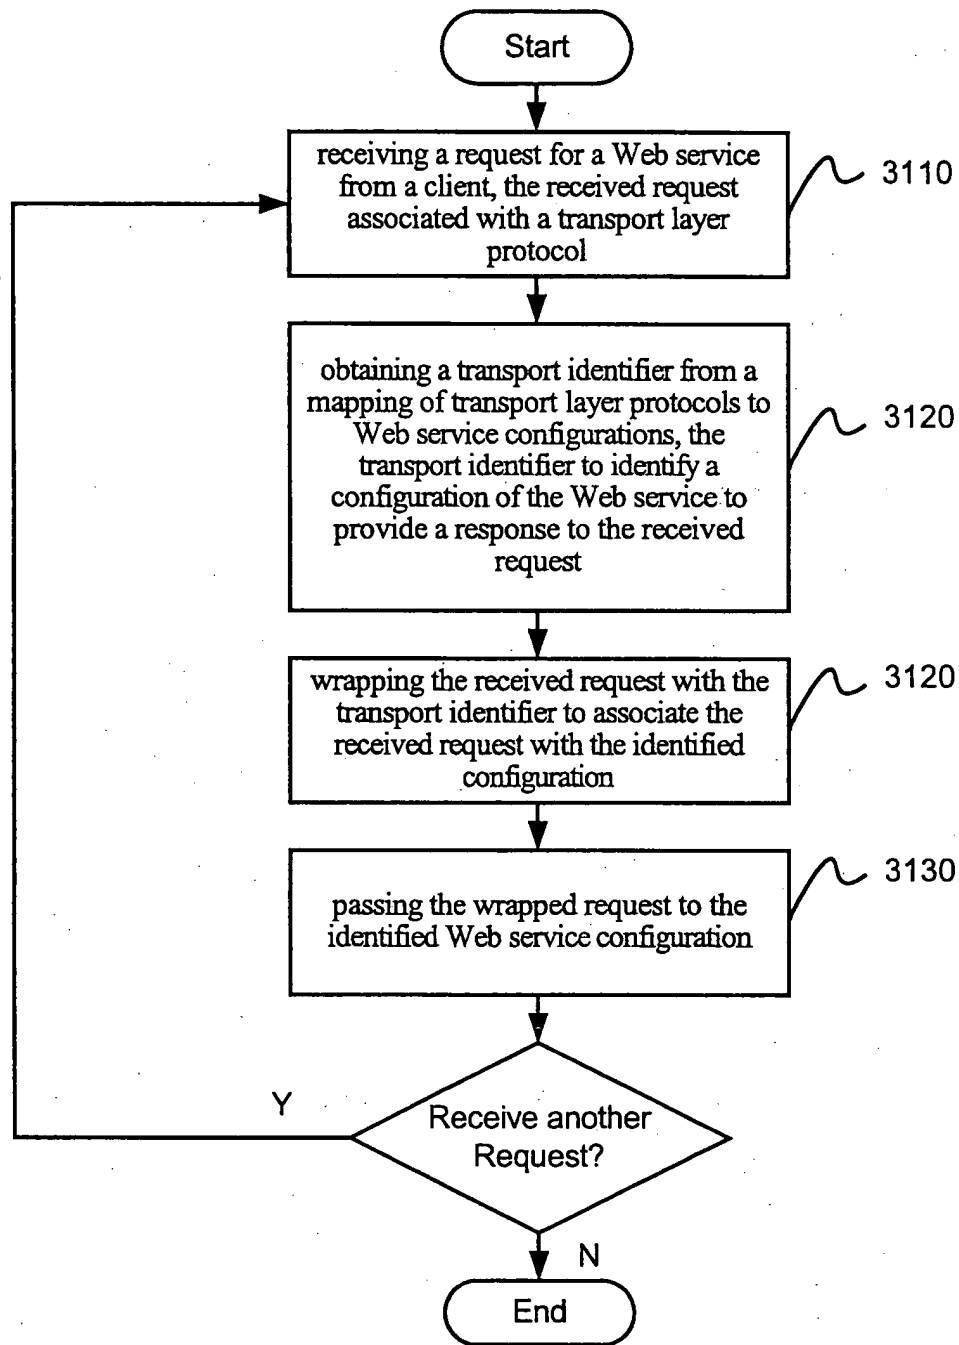 Start
receiving a request for a Web service
from a client, the received request
associated with a transport layer
protocol
3110
obtaining a transport identifier from a
mapping of transport layer protocols to
Web service configurations, the
transport identifier to identify a
configuration of the Web service to
provide a response to the received
request
3120
wrapping the received request with the
transport identifier to associate the
received request with the identified
configuration
3120
passing the wrapped request to the
identified Web service configuration
3130
Receive another
Request?
Y
N
End